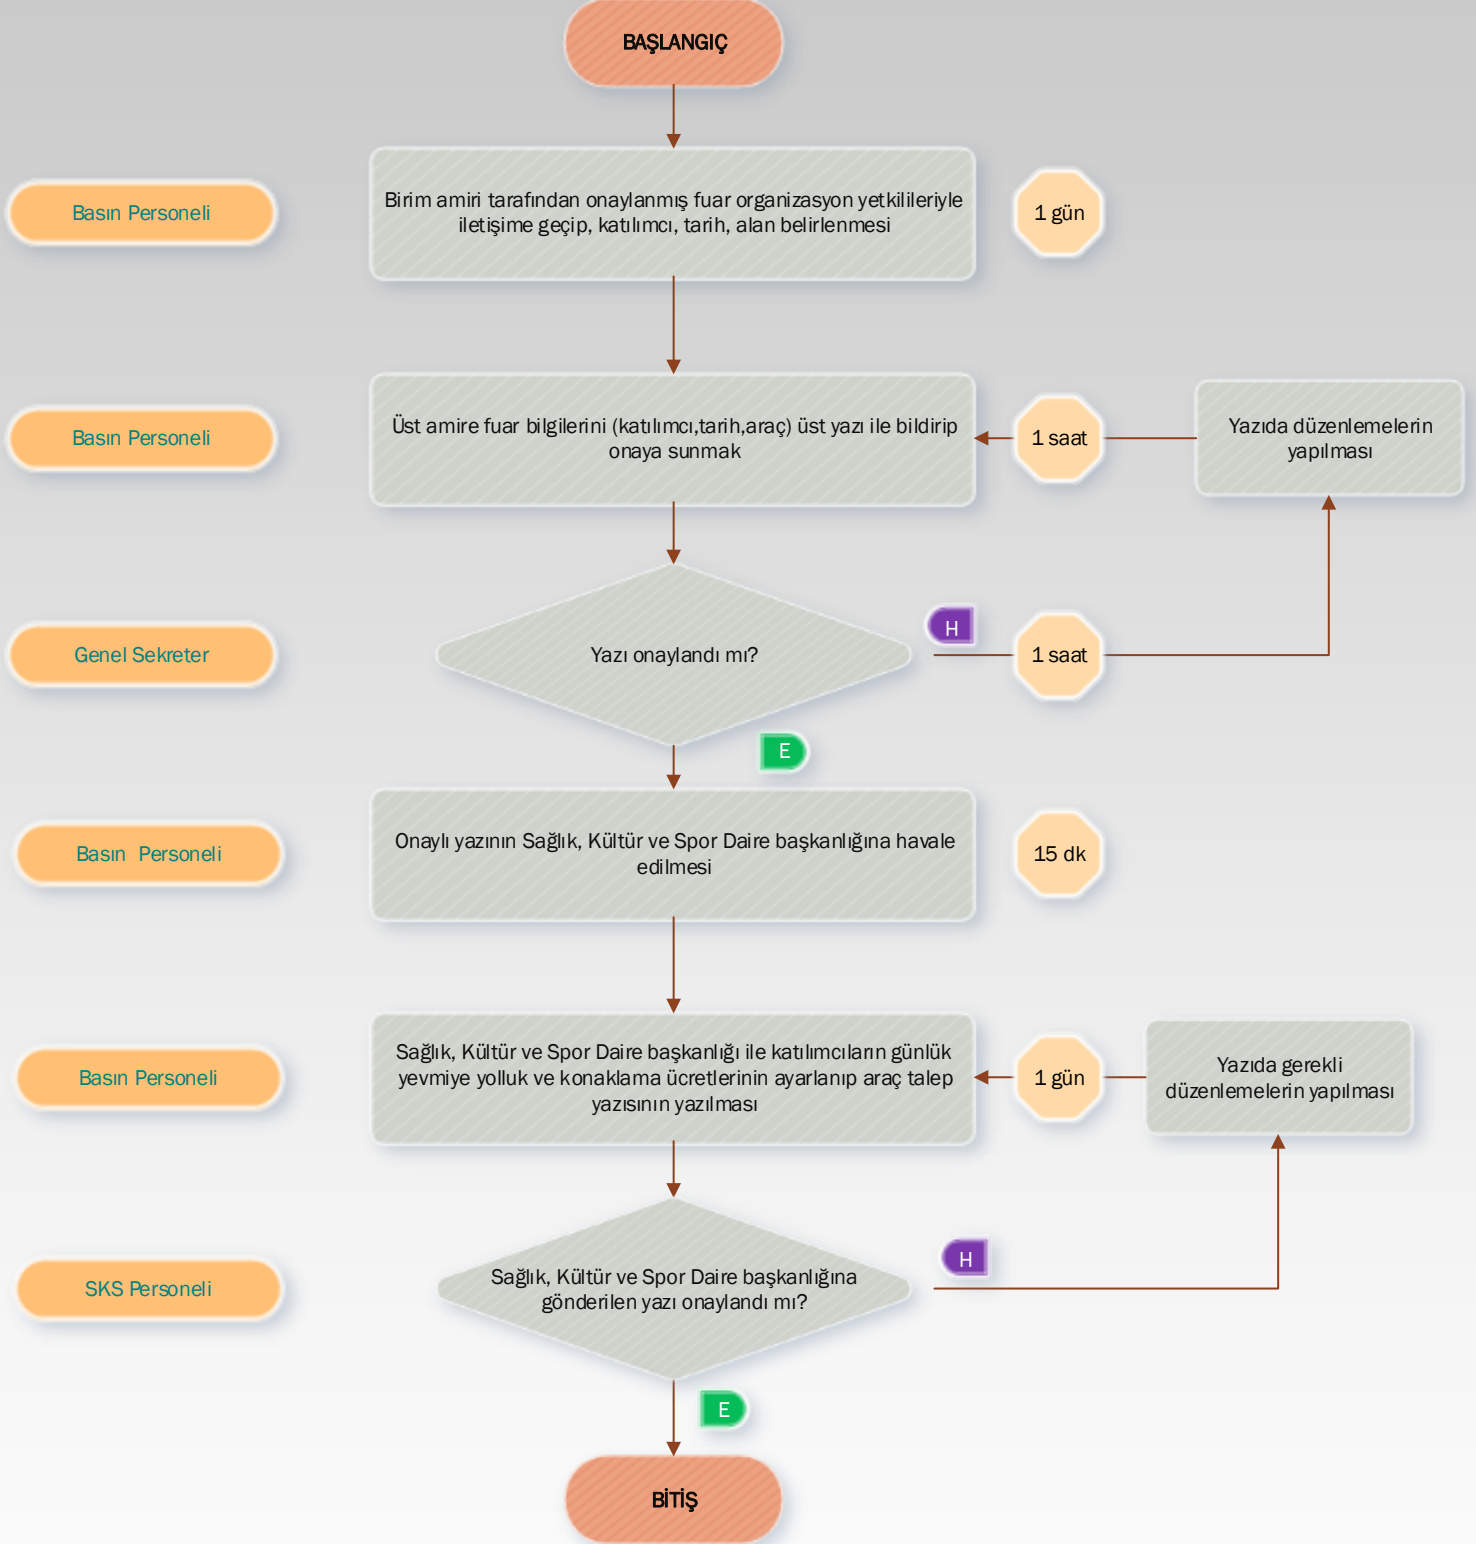 BAŞLANGIÇ
Basın Personeli
Birim amiri tarafından onaylanmış fuar organizasyon yetkilileriyle
iletişime geçip, katılımcı, tarih, alan belirlenmesi
1 gün
Basın Personeli
Üst amire fuar bilgilerini (katılımcı,tarih,araç) üst yazı ile bildirip
onaya sunmak
1 saat
Yazıda düzenlemelerin
yapılması
Genel Sekreter
Yazı onaylandı mı?
H
1 saat
E
Basın Personeli
Onaylı yazının Sağlık, Kültür ve Spor Daire başkanlığına havale
edilmesi
15 dk
Basın Personeli
Sağlık, Kültür ve Spor Daire başkanlığı ile katılımcıların günlük
yevmiye yolluk ve konaklama ücretlerinin ayarlanıp araç talep
yazısının yazılması
1 gün
Yazıda gerekli
düzenlemelerin yapılması
SKS Personeli
Sağlık, Kültür ve Spor Daire başkanlığına
gönderilen yazı onaylandı mı?
H
E
BİTİŞ